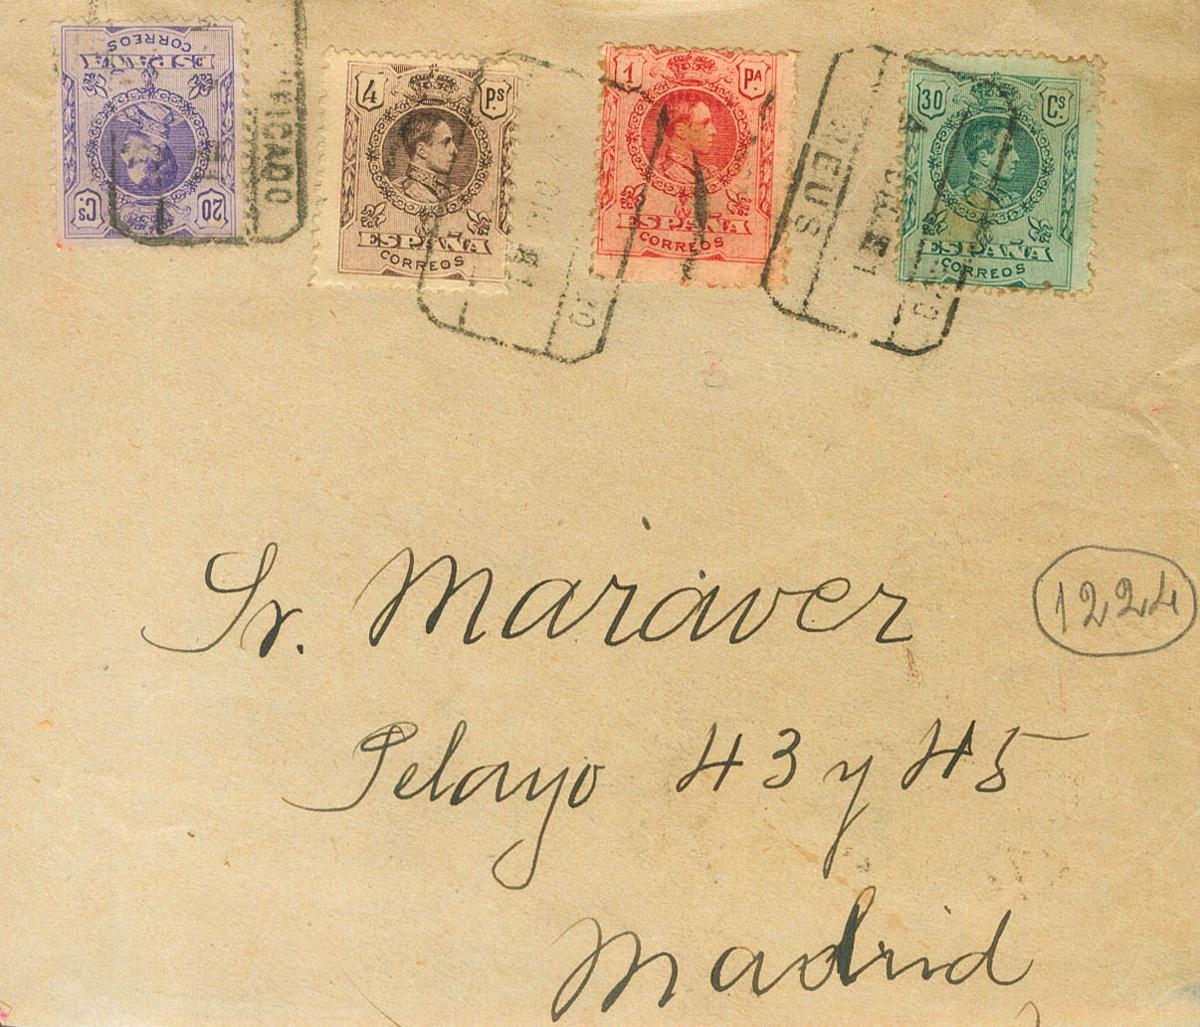 CORREOS
ESPAÑA
20 Cs
4 Ps
ESPAÑA
CORREOS
1 PA
ESPAÑA
CORREOS
30 Cs
ESPAÑA
CORREOS
REUS
Sr. Maráver
1224
Pelayo 43 y 45
Madrid